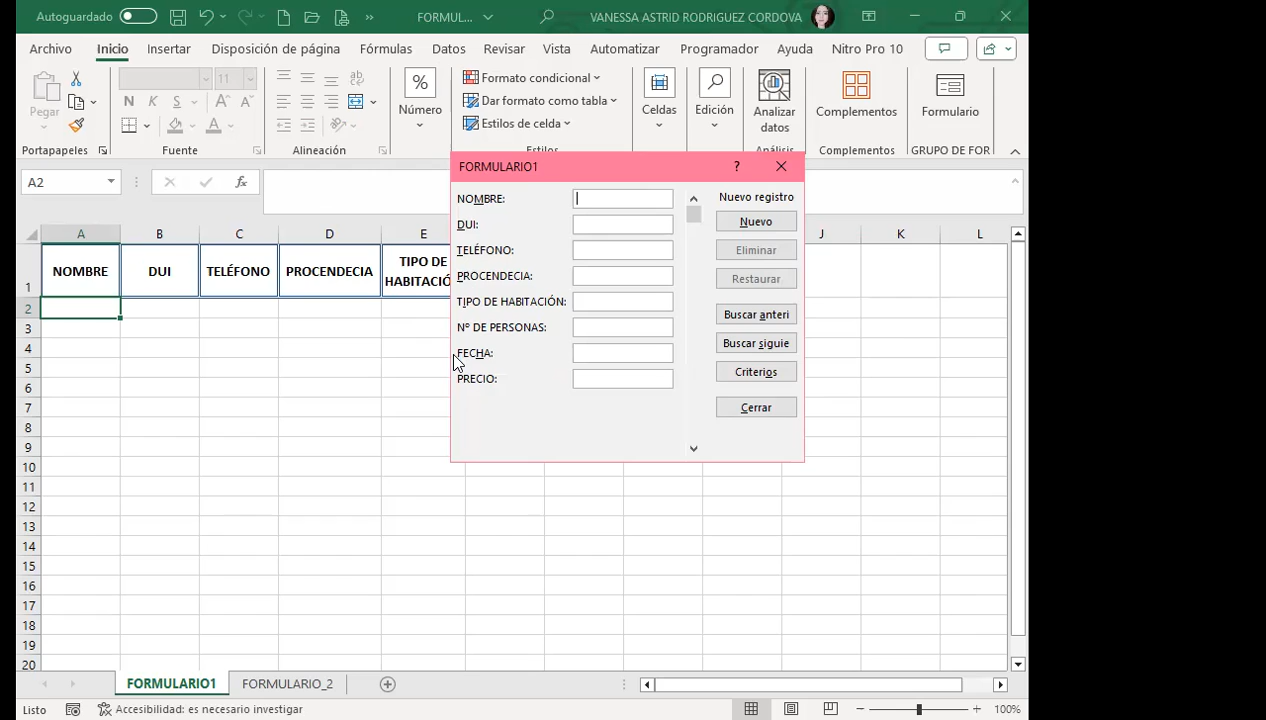 Autoguardado
FORMUL...
VANESSA ASTRID RODRIGUEZ CORDOVA
Archivo Inicio Insertar Disposición de página Fórmulas Datos Revisar Vista Automatizar Programador Ayuda Nitro Pro 10
Pegar
11
N K S
Número
Formato condicional
Dar formato como tabla
Estilos de celda
Celdas
Edición
Analizar datos
Complementos
Formulario
Portapapeles Fuente Alineación Estilos Análisis Complementos GRUPO DE FOR
A2
fx
FORMULARIO1 ?
NOMBRE:
DUI:
TELÉFONO:
PROCENDECIA:
TIPO DE HABITACIÓN:
Nº DE PERSONAS:
FECHA:
PRECIO:
Nuevo registro
Nuevo
Eliminar
Restaurar
Buscar anteri
Buscar siguie
Criterios
Cerrar
A B C D E J K L
1 NOMBRE DUI TELÉFONO PROCENDECIA TIPO DE HABITACIÓ
2
3
4
5
6
7
8
9
10
11
12
13
14
15
16
17
18
19
20
FORMULARIO1 FORMULARIO_2
Listo Accesibilidad: es necesario investigar 100%